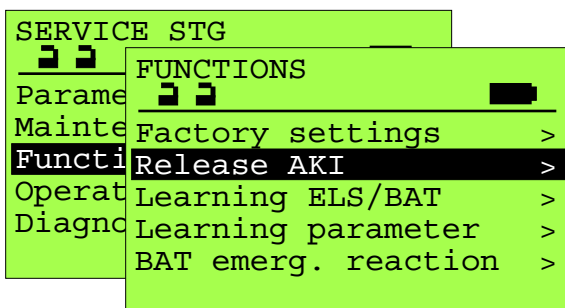 SERVICE STG
Parame
Mainte
Functi
Operat
Diagno
FUNCTIONS
Factory settings >
Release AKI >
Learning ELS/BAT >
Learning parameter >
BAT emerg. reaction >